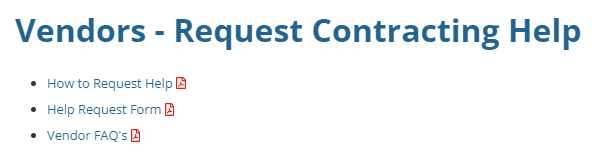 Vendors - Request Contracting Help
How to Request Help
Help Request Form
Vendor FAQ's